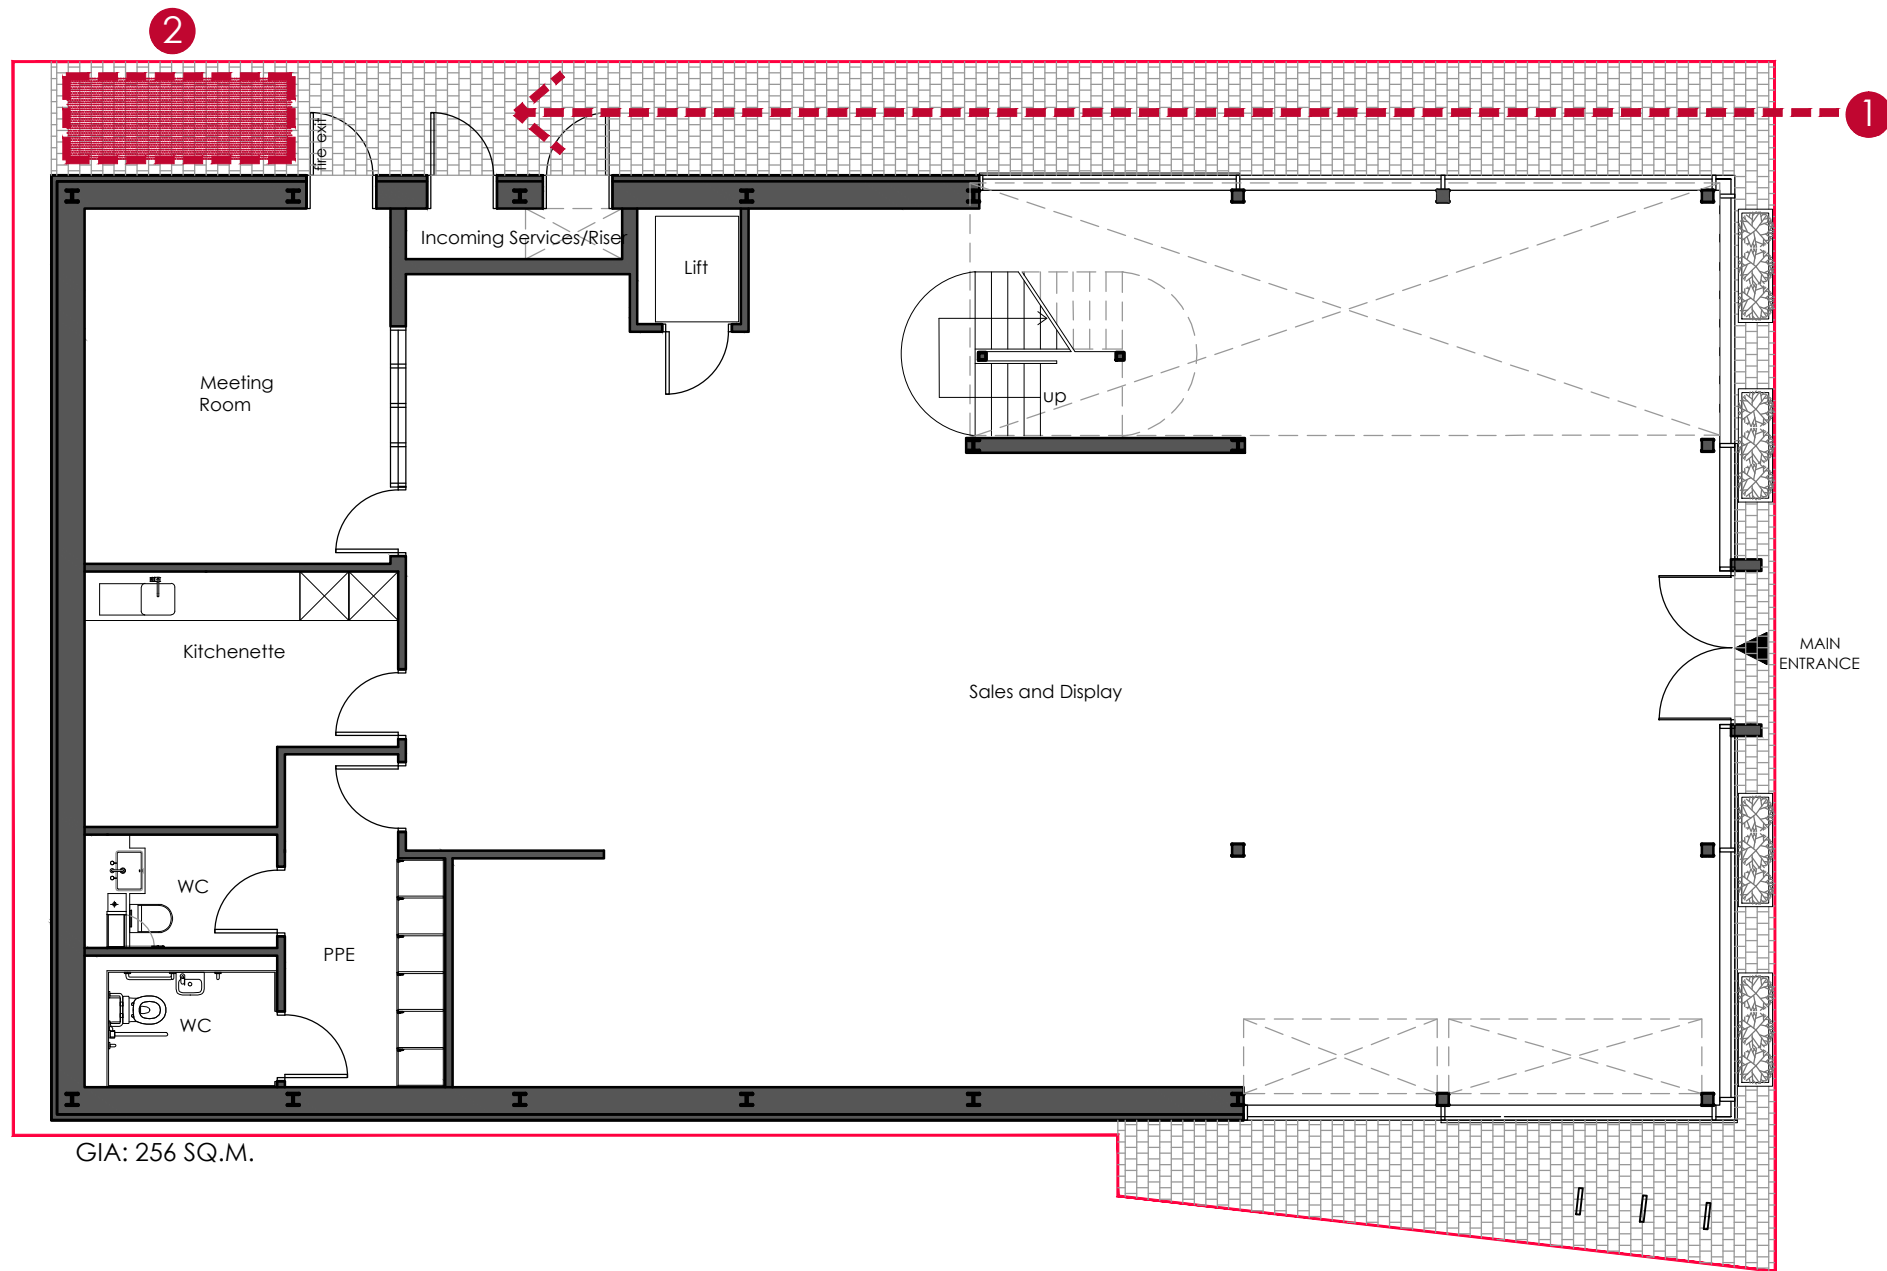 2
1
fire exit
Incoming Services/Riser
Lift
Meeting
Room
up
Kitchenette
MAIN
ENTRANCE
Sales and Display
WC
PPE
WC
GIA: 256 SQ.M.